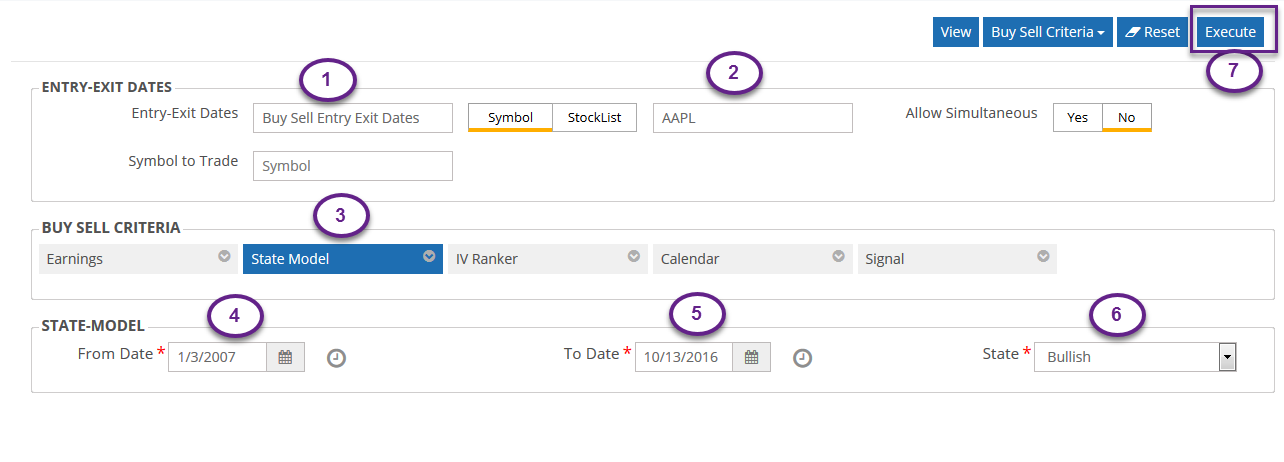 View Buy Sell Criteria Reset Execute
7
ENTRY-EXIT DATES 1 2
Entry-Exit Dates Buy Sell Entry Exit Dates Symbol StockList AAPL Allow Simultaneous Yes No
Symbol to Trade Symbol
3
BUY SELL CRITERIA
Earnings State Model IV Ranker Calendar Signal
4 5 6
STATE-MODEL
From Date * 1/3/2007 To Date * 10/13/2016 State * Bullish